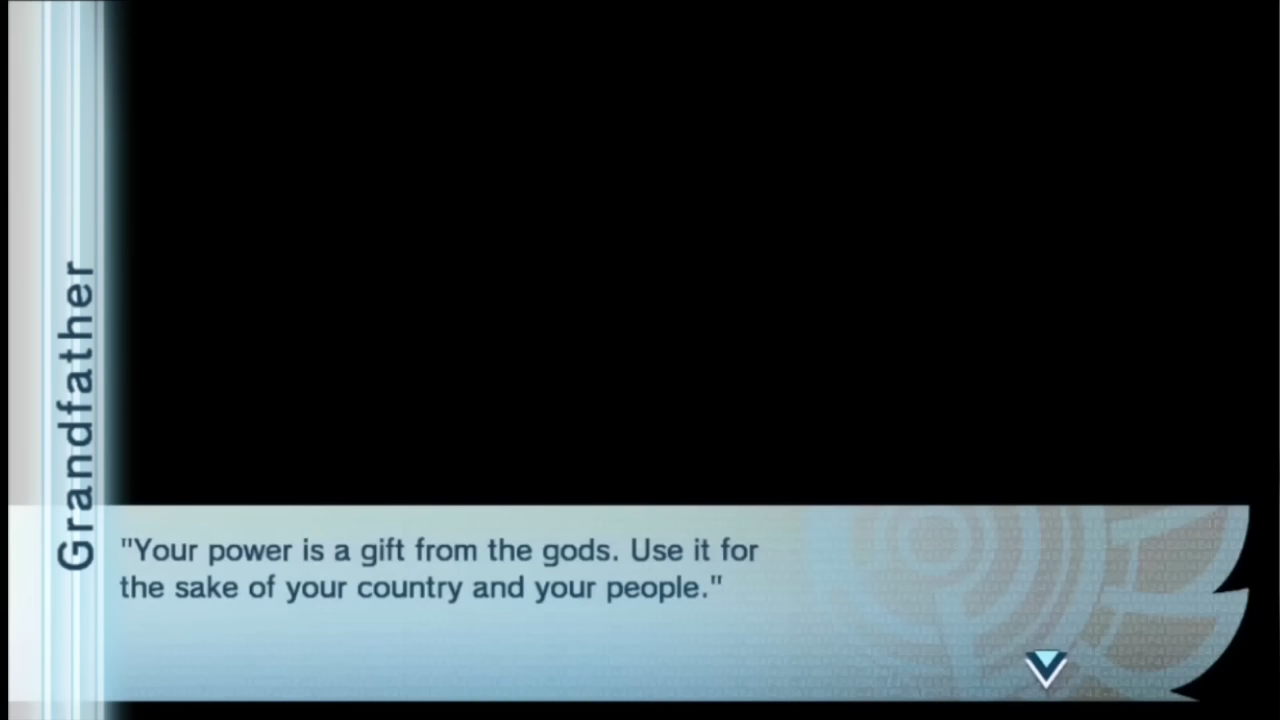 Grandfather
"Your power is a gift from the gods. Use it for
the sake of your country and your people."